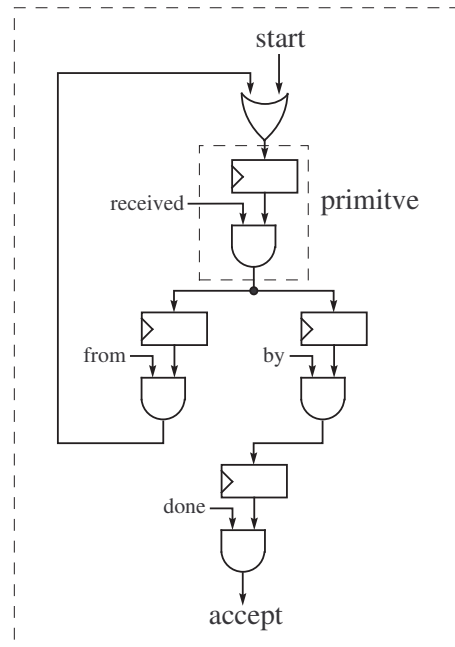 start
received
primitve
from
by
done
accept